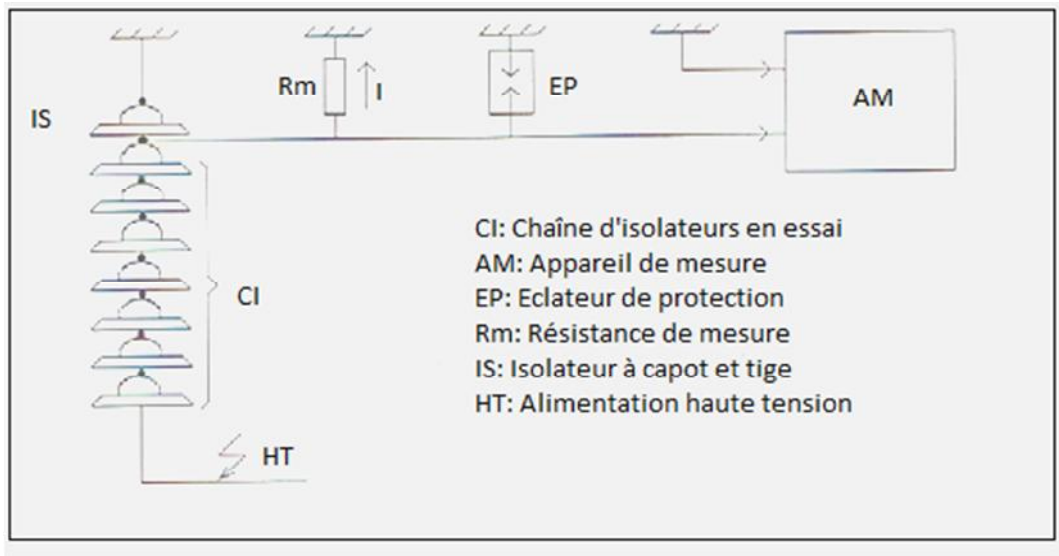 Rm
I
EP
AM
IS
CI
HT
CI: Chaîne d'isolateurs en essai
AM: Appareil de mesure
EP: Eclateur de protection
Rm: Résistance de mesure
IS: Isolateur à capot et tige
HT: Alimentation haute tension